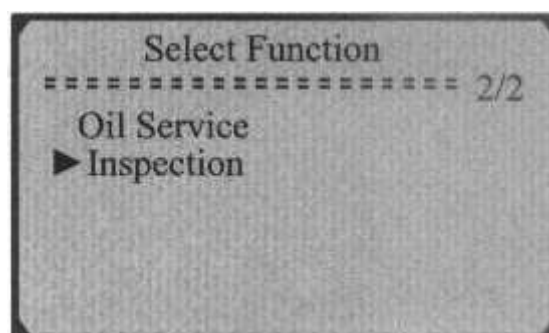 Select Function
================== 2/2
Oil Service
▶Inspection